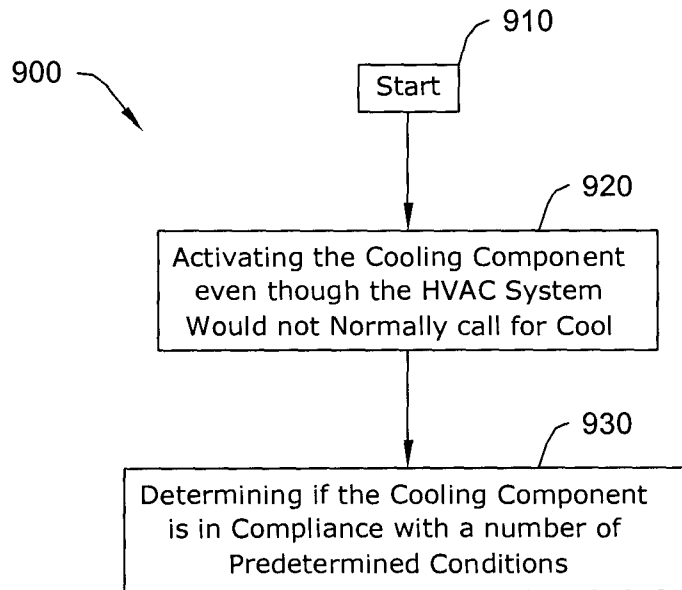 910
900
Start
920
Activating the Cooling Component
even though the HVAC System
Would not Normally call for Cool
930
Determining if the Cooling Component
is in Compliance with a number of
Predetermined Conditions